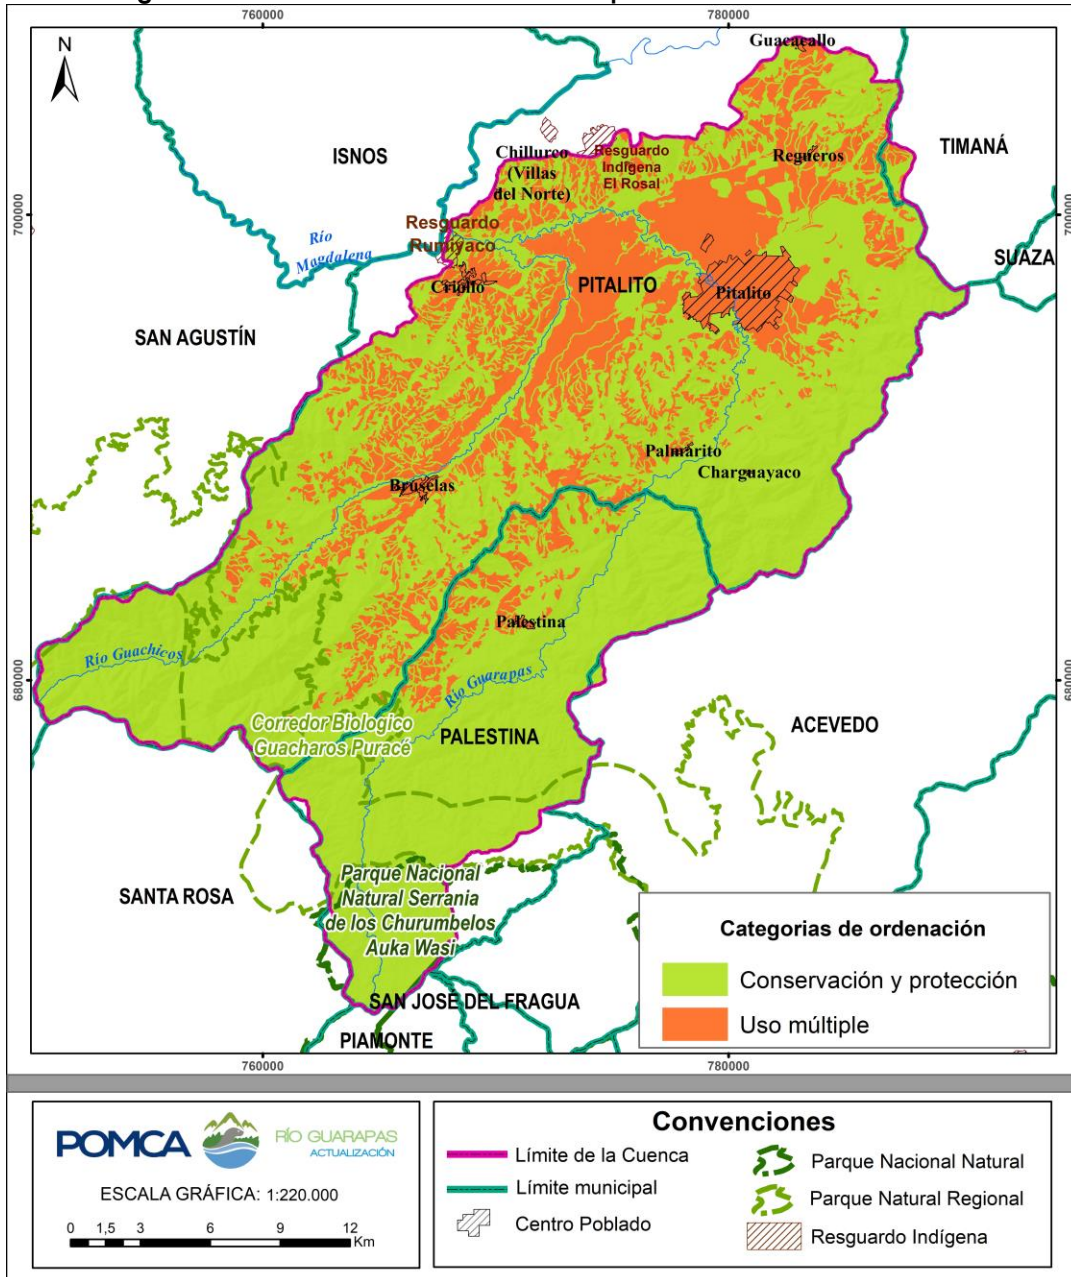 760000
780000
N
Guacacallo
ISNOS
TIMANÁ
Chillurco
(Villas
del Norte)
Resguardo
Indígena
El Rosal
Regueros
700000
700000
Resguardo
Rumiyaco
Río
Magdalena
SUAZA
Criollo
PITALITO
Pitalito
SAN AGUSTÍN
Palmarito
Charguayaco
Bruselas
Palestina
Río Guachicos
Río Guarapas
680000
680000
Corredor Biologico
Guacharos Puracé
PALESTINA
ACEVEDO
SANTA ROSA
Parque Nacional
Natural Serrania
de los Churumbelos
Auka Wasi
SAN JOSÉ DEL FRAGUA
PIAMONTE
Categorias de ordenación
Conservación y protección
Uso múltiple
760000
780000
POMCA
RÍO GUARAPAS
ACTUALIZACIÓN
ESCALA GRÁFICA: 1:220.000
0 1,5 3 6 9 12
Km
Convenciones
Límite de la Cuenca
Límite municipal
Centro Poblado
Parque Nacional Natural
Parque Natural Regional
Resguardo Indígena